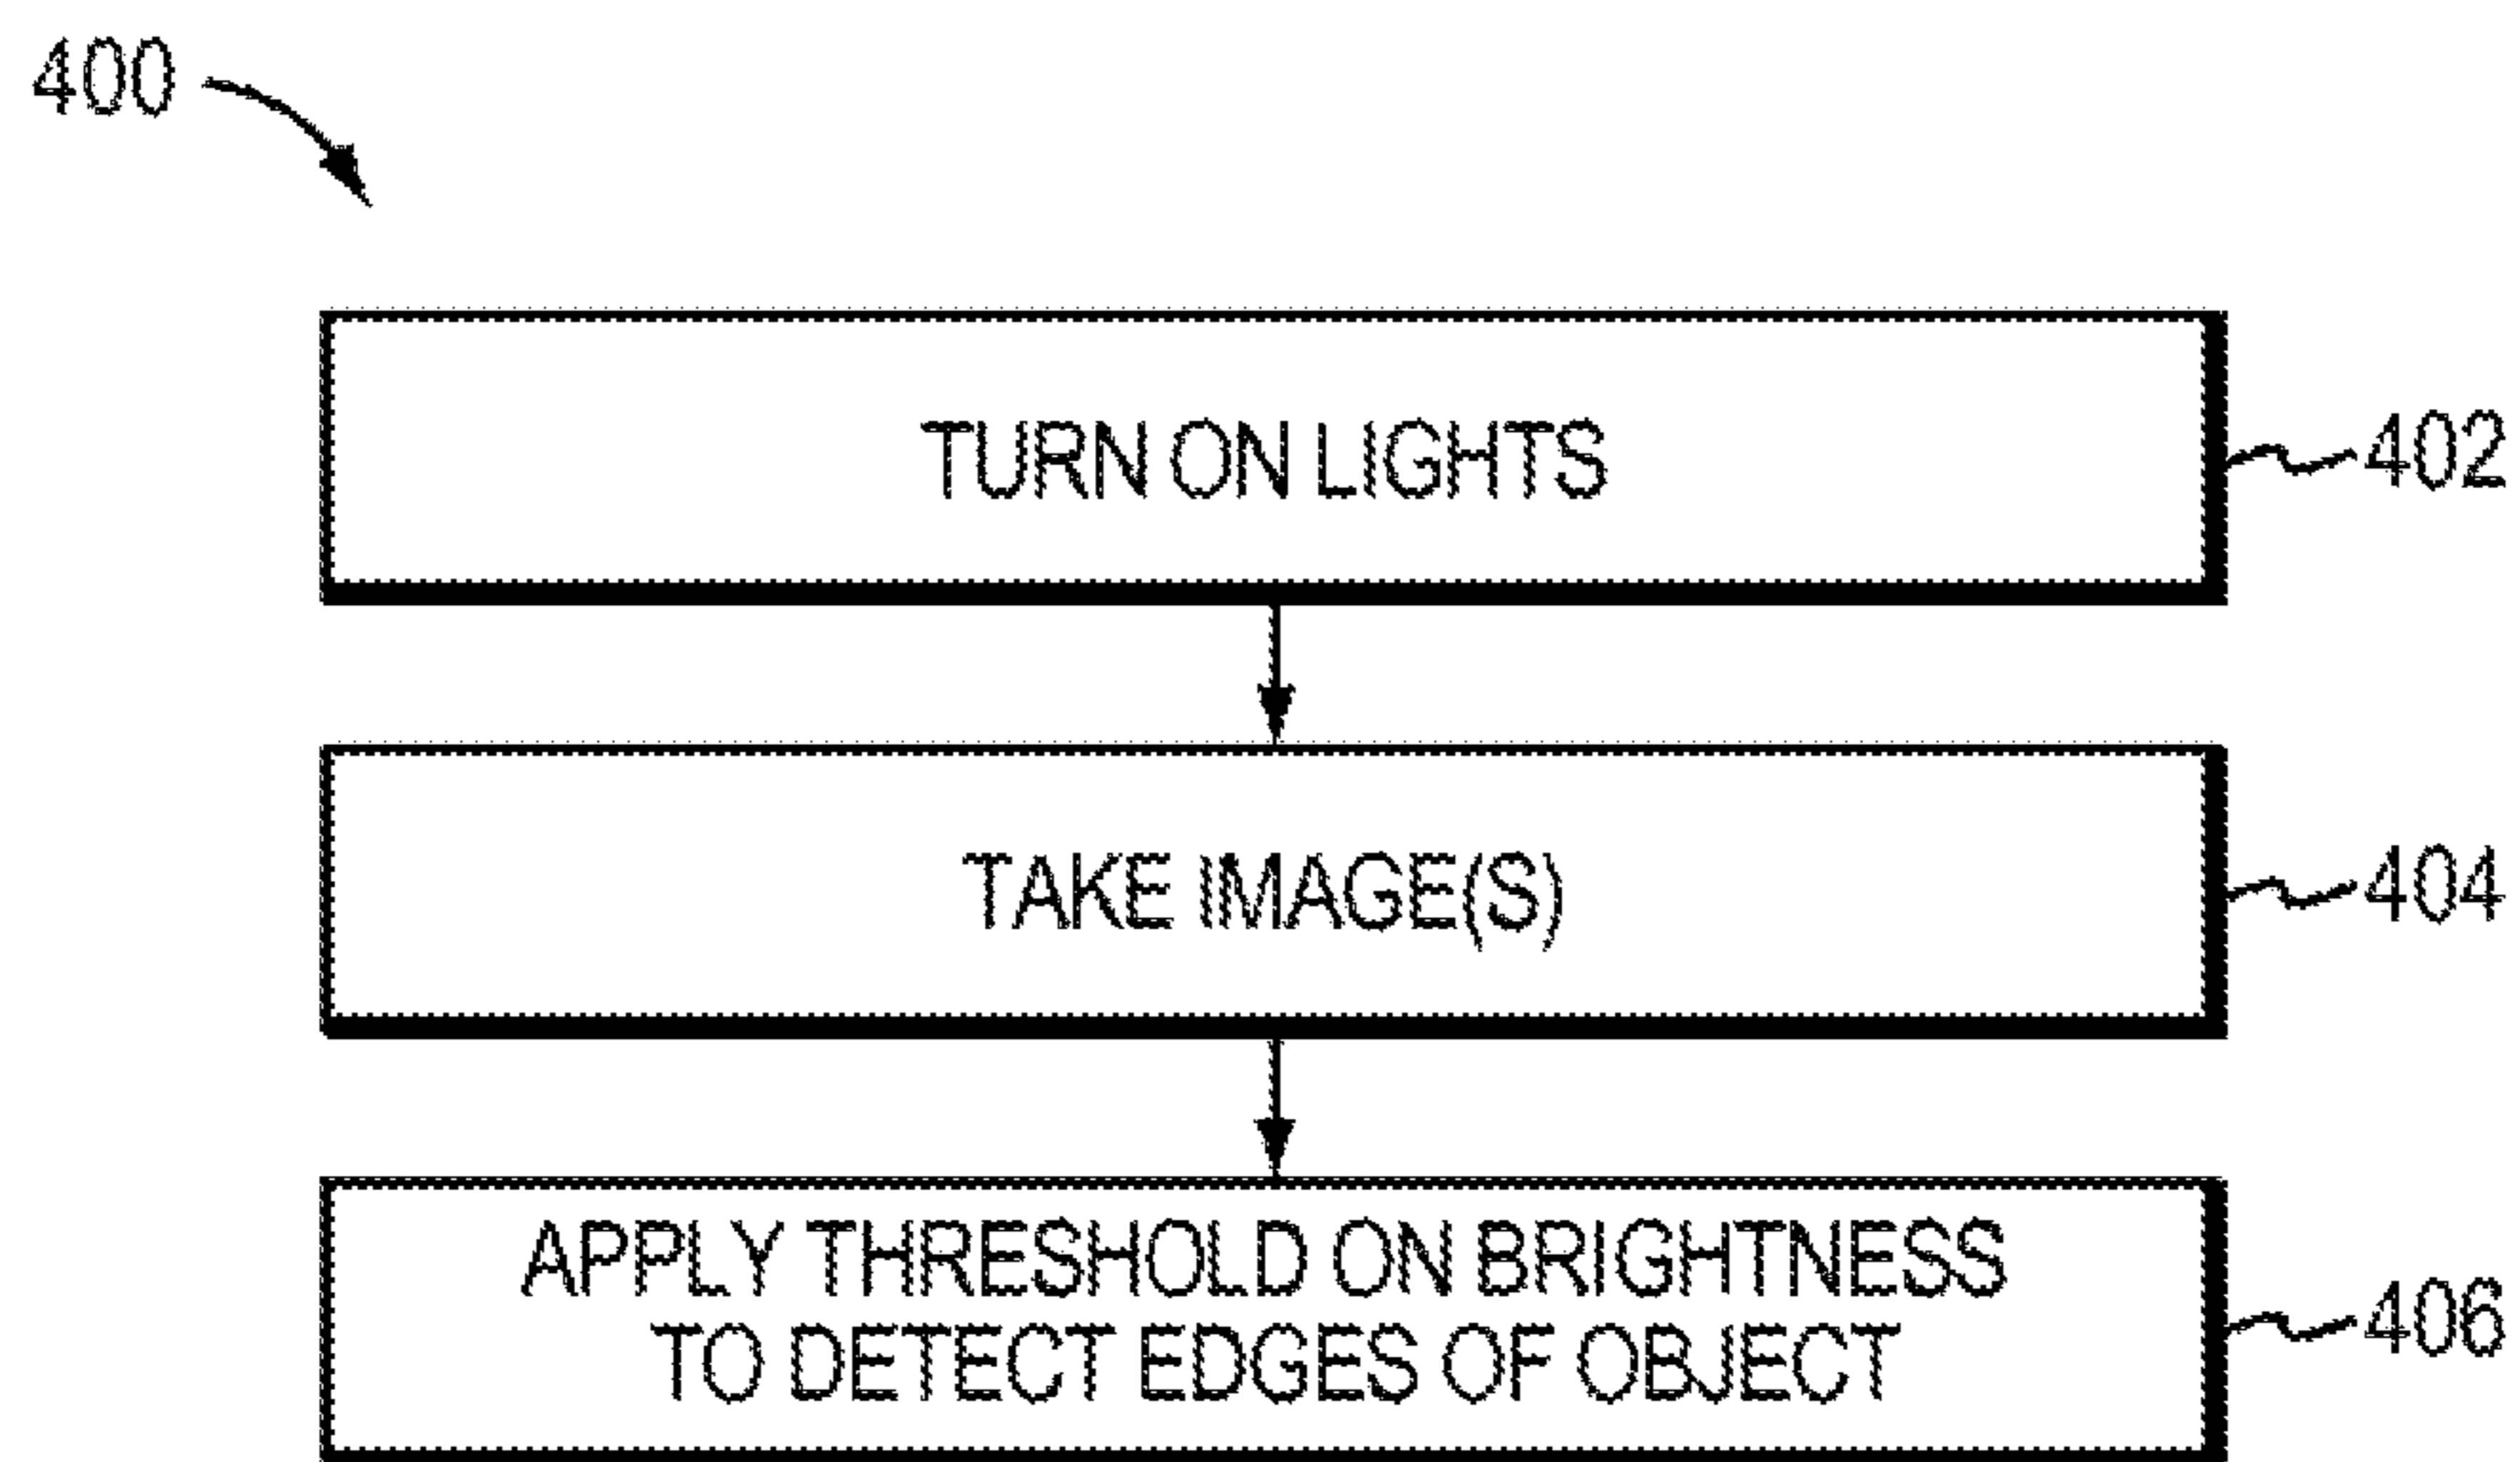 400
TURN ON LIGHTS
402
TAKE IMAGE(S)
404
APPLY THRESHOLD ON BRIGHTNESS
TO DETECT EDGES OF OBJECT
406